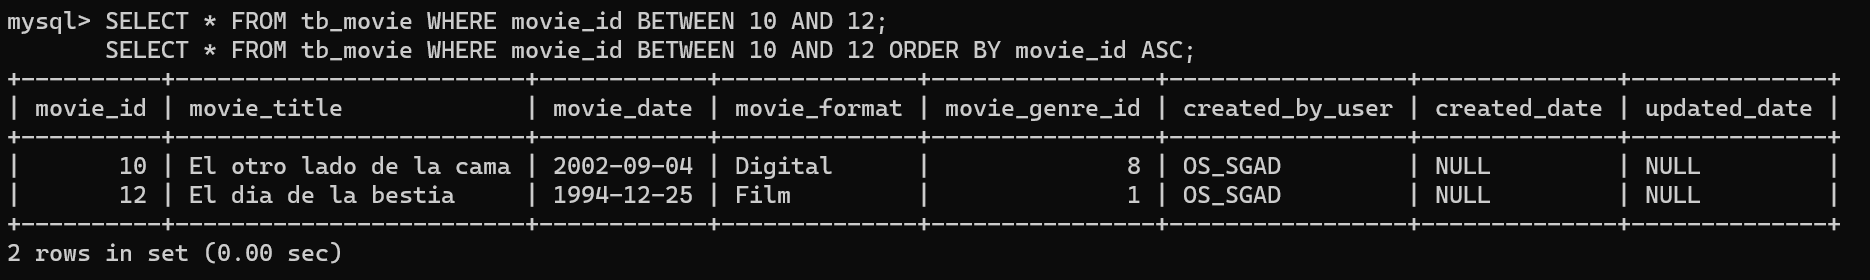 mysql> SELECT * FROM tb_movie WHERE movie_id BETWEEN 10 AND 12;
       SELECT * FROM tb_movie WHERE movie_id BETWEEN 10 AND 12 ORDER BY movie_id ASC;
+----------+-------------------------+------------+--------------+----------------+-----------------+--------------+--------------+
| movie_id | movie_title             | movie_date | movie_format | movie_genre_id | created_by_user | created_date | updated_date |
+----------+-------------------------+------------+--------------+----------------+-----------------+--------------+--------------+
|       10 | El otro lado de la cama | 2002-09-04 | Digital      |              8 | OS_SGAD         | NULL         | NULL         |
|       12 | El dia de la bestia     | 1994-12-25 | Film         |              1 | OS_SGAD         | NULL         | NULL         |
+----------+-------------------------+------------+--------------+----------------+-----------------+--------------+--------------+
2 rows in set (0.00 sec)